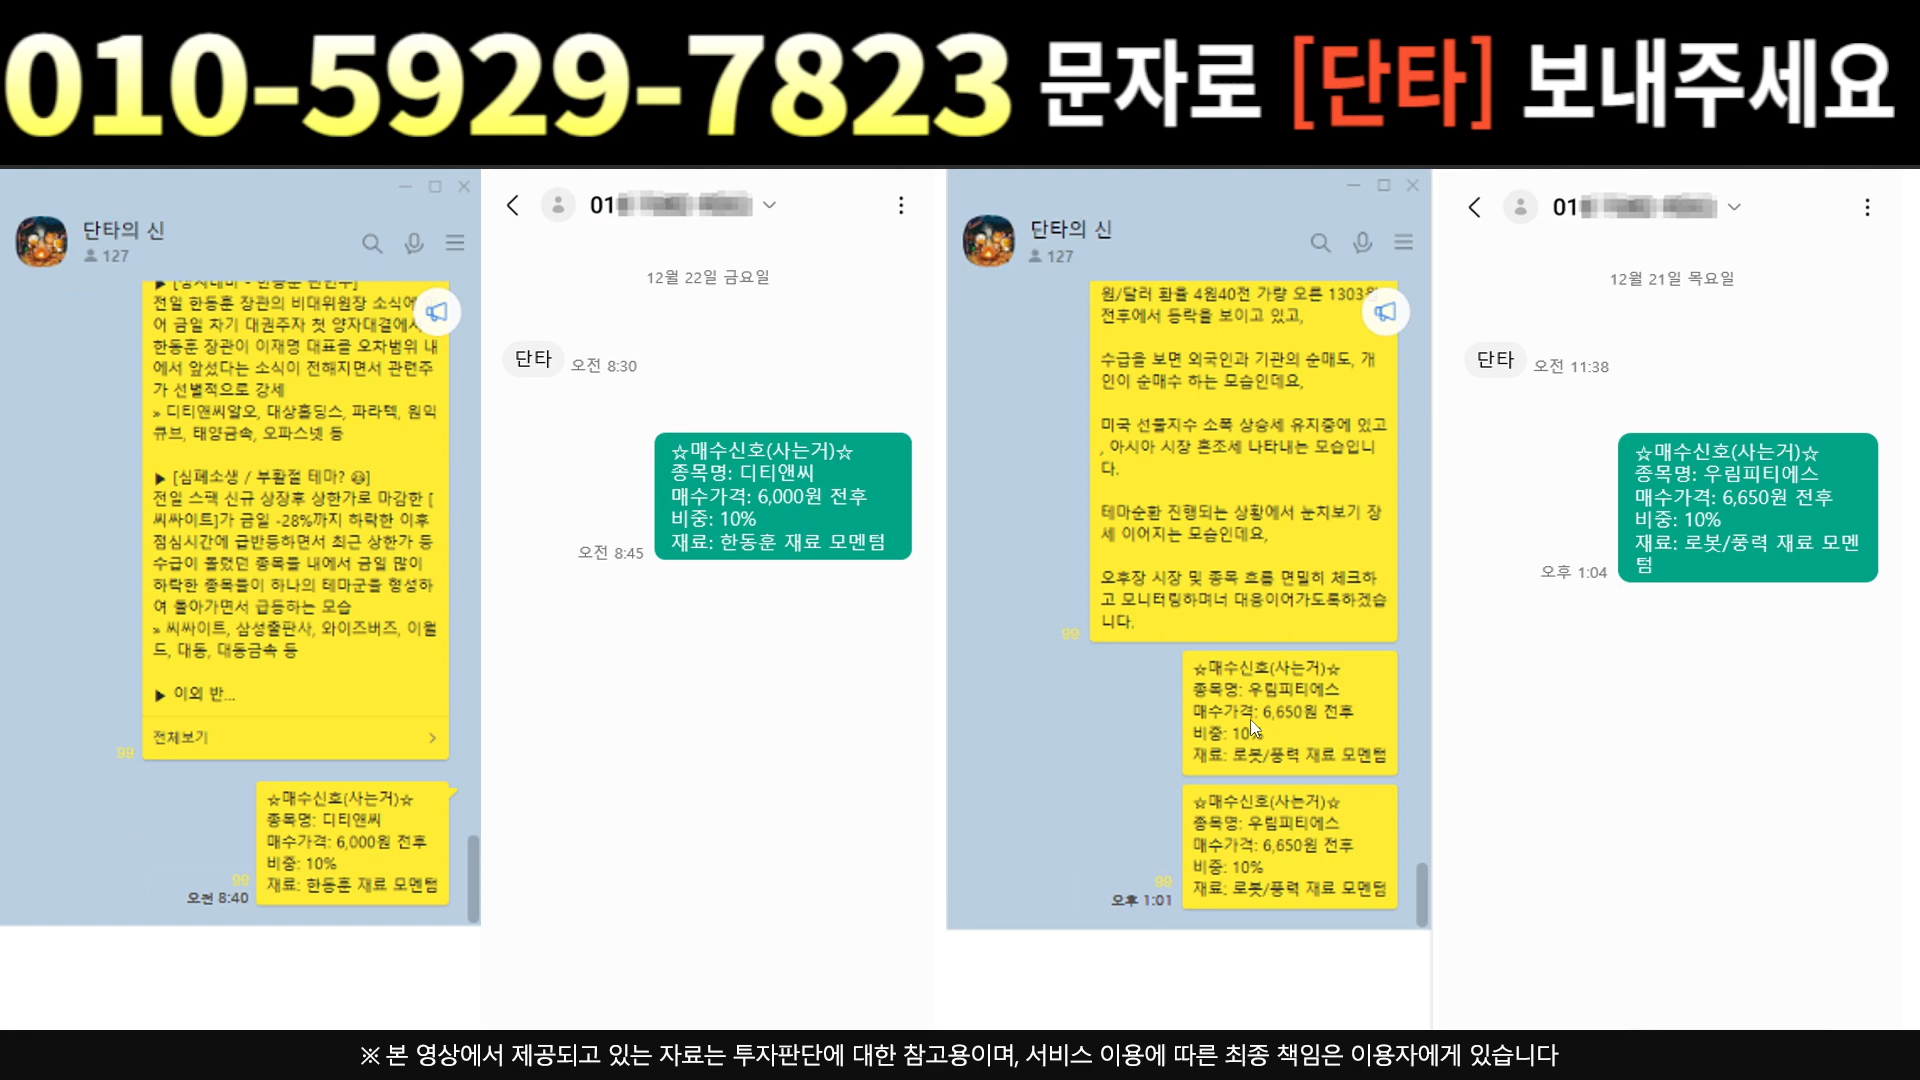 010-5929-7823 문자로 [단타] 보내주세요
단타의 신
127
전일 한동훈 장관의 비대위원장 소식에
어 금일 차기 대권주자 첫 양자대결에서
한동훈 장관이 이재명 대표를 오차범위 내
에서 앞섰다는 소식이 전해지면서 관련주
가 선별적으로 강세
» 디티앤씨알오, 대상홀딩스, 파라텍, 원익
큐브, 태양금속, 오파스넷 등
▶ [심폐소생 / 부활절 테마? 😆]
전일 스팩 신규 상장후 상한가로 마감한 [
씨싸이트]가 금일 -28%까지 하락한 이후
점심시간에 급반등하면서 최근 상한가 등
수급이 몰렸던 종목들 내에서 금일 많이
하락한 종목들이 하나의 테마군을 형성하
여 돌아가면서 급등하는 모습
» 씨싸이트, 삼성출판사, 와이즈버즈, 이월
드, 대동, 대동금속 등
▶ 이외 반...
전체보기
99
☆매수신호(사는거)☆
종목명: 디티앤씨
매수가격: 6,000원 전후
비중: 10%
재료: 한동훈 재료 모멘텀
99
오전 8:40
01
12월 22일 금요일
단타 오전 8:30
☆매수신호(사는거)☆
종목명: 디티앤씨
매수가격: 6,000원 전후
비중: 10%
재료: 한동훈 재료 모멘텀
오전 8:45
단타의 신
127
원/달러 환율 4원40전 가량 오른 1303원
전후에서 등락을 보이고 있고,
수급을 보면 외국인과 기관의 순매도, 개
인이 순매수 하는 모습인데요,
미국 선물지수 소폭 상승세 유지중에 있고
, 아시아 시장 혼조세 나타내는 모습입니
다.
테마순환 진행되는 상황에서 눈치보기 장
세 이어지는 모습인데요,
오후장 시장 및 종목 흐름 면밀히 체크하
고 모니터링하며너 대응이어가도록하겠습
니다.
99
☆매수신호(사는거)☆
종목명: 우림피티에스
매수가격: 6,650원 전후
비중: 10%
재료: 로봇/풍력 재료 모멘텀
☆매수신호(사는거)☆
종목명: 우림피티에스
매수가격: 6,650원 전후
비중: 10%
재료: 로봇/풍력 재료 모멘텀
99
오후 1:01
01
12월 21일 목요일
단타 오전 11:38
☆매수신호(사는거)☆
종목명: 우림피티에스
매수가격: 6,650원 전후
비중: 10%
재료: 로봇/풍력 재료 모멘
텀
오후 1:04
※ 본 영상에서 제공되고 있는 자료는 투자판단에 대한 참고용이며, 서비스 이용에 따른 최종 책임은 이용자에게 있습니다